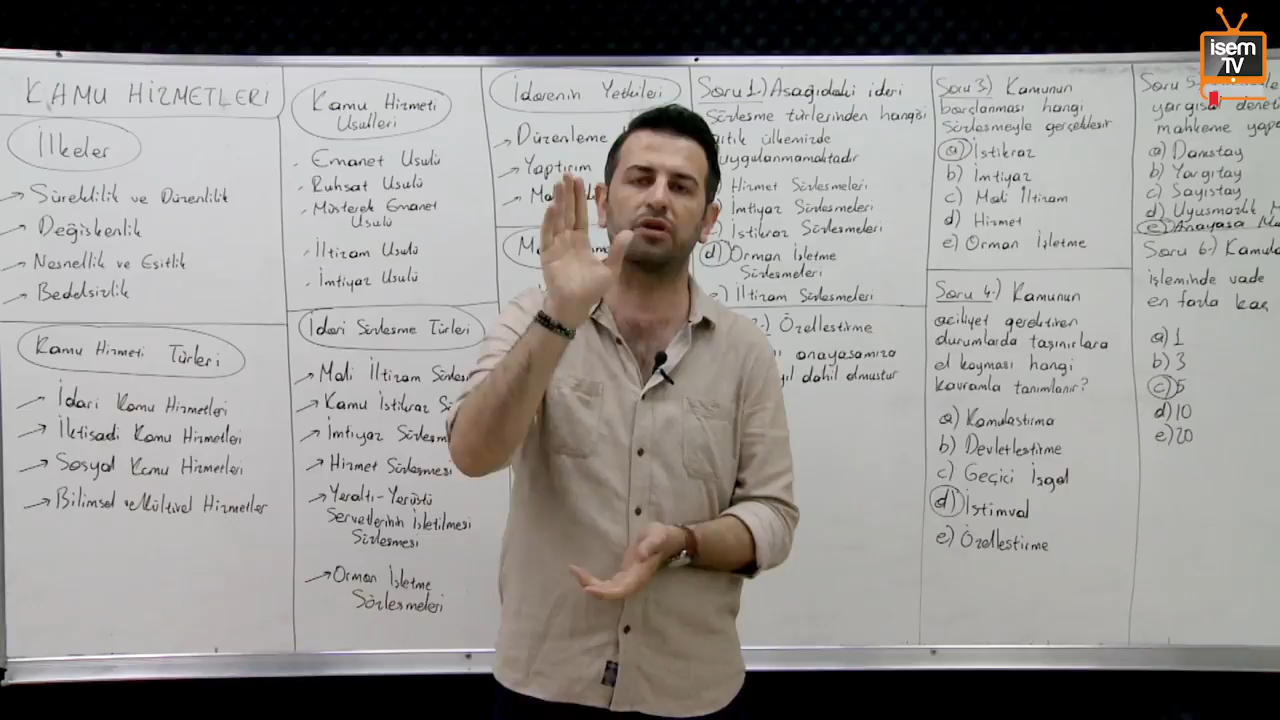 KAMU HİZMETLERİ
İlkeler
→ Süreklilik ve Düzenlilik
→ Değişkenlik
→ Nesnellik ve Eşitlik
→ Bedelsizlik
Kamu Hizmeti Türleri
→ İdari Kamu Hizmetleri
→ İktisadi Kamu Hizmetleri
→ Sosyal Kamu Hizmetleri
→ Bilimsel ve Kültürel Hizmetler
Kamu Hizmeti
Usulleri
Emanet Usulü
Ruhsat Usulü
Müşterek Emanet
Usulü
İltizam Usulü
İmtiyaz Usulü
İdari Sözleşme Türleri
→ Mali İltizam
→ Kamu İstikraz
→ İmtiyaz
→ Hizmet Sözleşmesi
→ Yeraltı-Yerüstü
Servetlerinin İşletilmesi
Sözleşmesi
→ Orman İşletme
Sözleşmeleri
İdarenin Yetkileri
→ Düzenleme
→ Yaptırım
Soru 1.) Aşağıdaki idari
sözleşme türlerinden hangisi
artık ülkemizde
uygulanmamaktadır
Hizmet Sözleşmeleri
İmtiyaz Sözleşmeleri
İstikraz Sözleşmeleri
d) Orman İşletme
Sözleşmeleri
e) İltizam Sözleşmeleri
2.) Özelleştirme
anayasamıza
yıl dahil olmuştur
Soru 3.) Kamunun
borçlanması hangi
sözleşmeyle gerçekleşir
a) İstikraz
b) İmtiyaz
c) Mali İltizam
d) Hizmet
e) Orman İşletme
Soru 4.) Kamunun
aciliyet gerektiren
durumlarda taşınırlara
el koyması hangi
kavramla tanımlanır?
a) Kamulaştırma
b) Devletleştirme
c) Geçici İşgal
d) İstimval
e) Özelleştirme
Soru 5.
yargısal
mahkeme
a) Danıştay
b) Yargıtay
c) Sayıştay
d) Uyuşmazlık
e) Anayasa
Soru 6.)
işleminde vade
en fazla kaç
a) 1
b) 3
c) 5
d) 10
e) 20
isem
TV